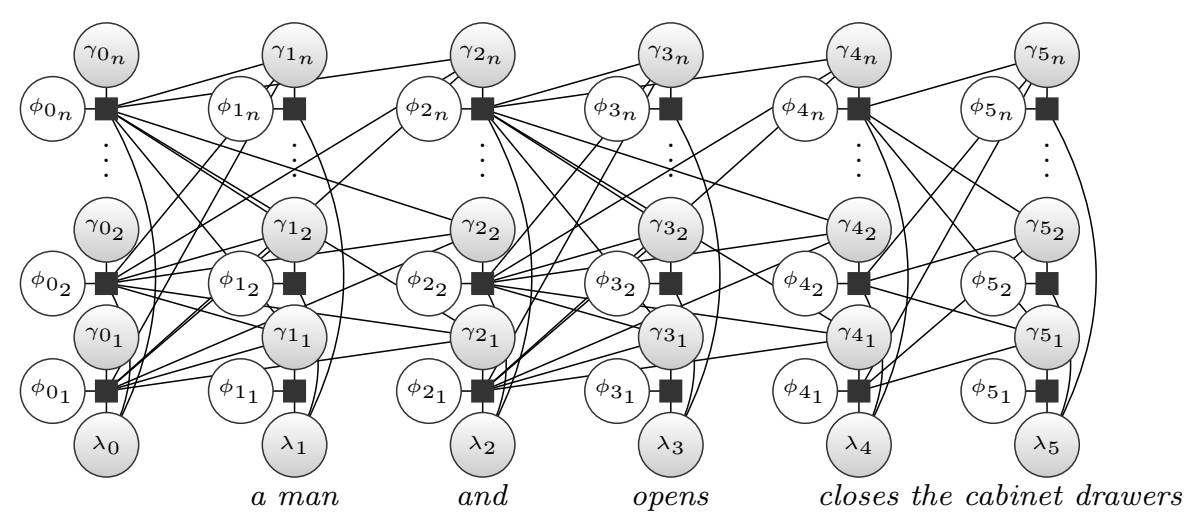 γ0n γ1n γ2n γ3n γ4n γ5n
ϕ0n ϕ1n ϕ2n ϕ3n ϕ4n ϕ5n
γ02 γ12 γ22 γ32 γ42 γ52
ϕ02 ϕ12 ϕ22 ϕ32 ϕ42 ϕ52
γ01 γ11 γ21 γ31 γ41 γ51
ϕ01 ϕ11 ϕ21 ϕ31 ϕ41 ϕ51
λ0 λ1 λ2 λ3 λ4 λ5
a man and opens closes the cabinet drawers